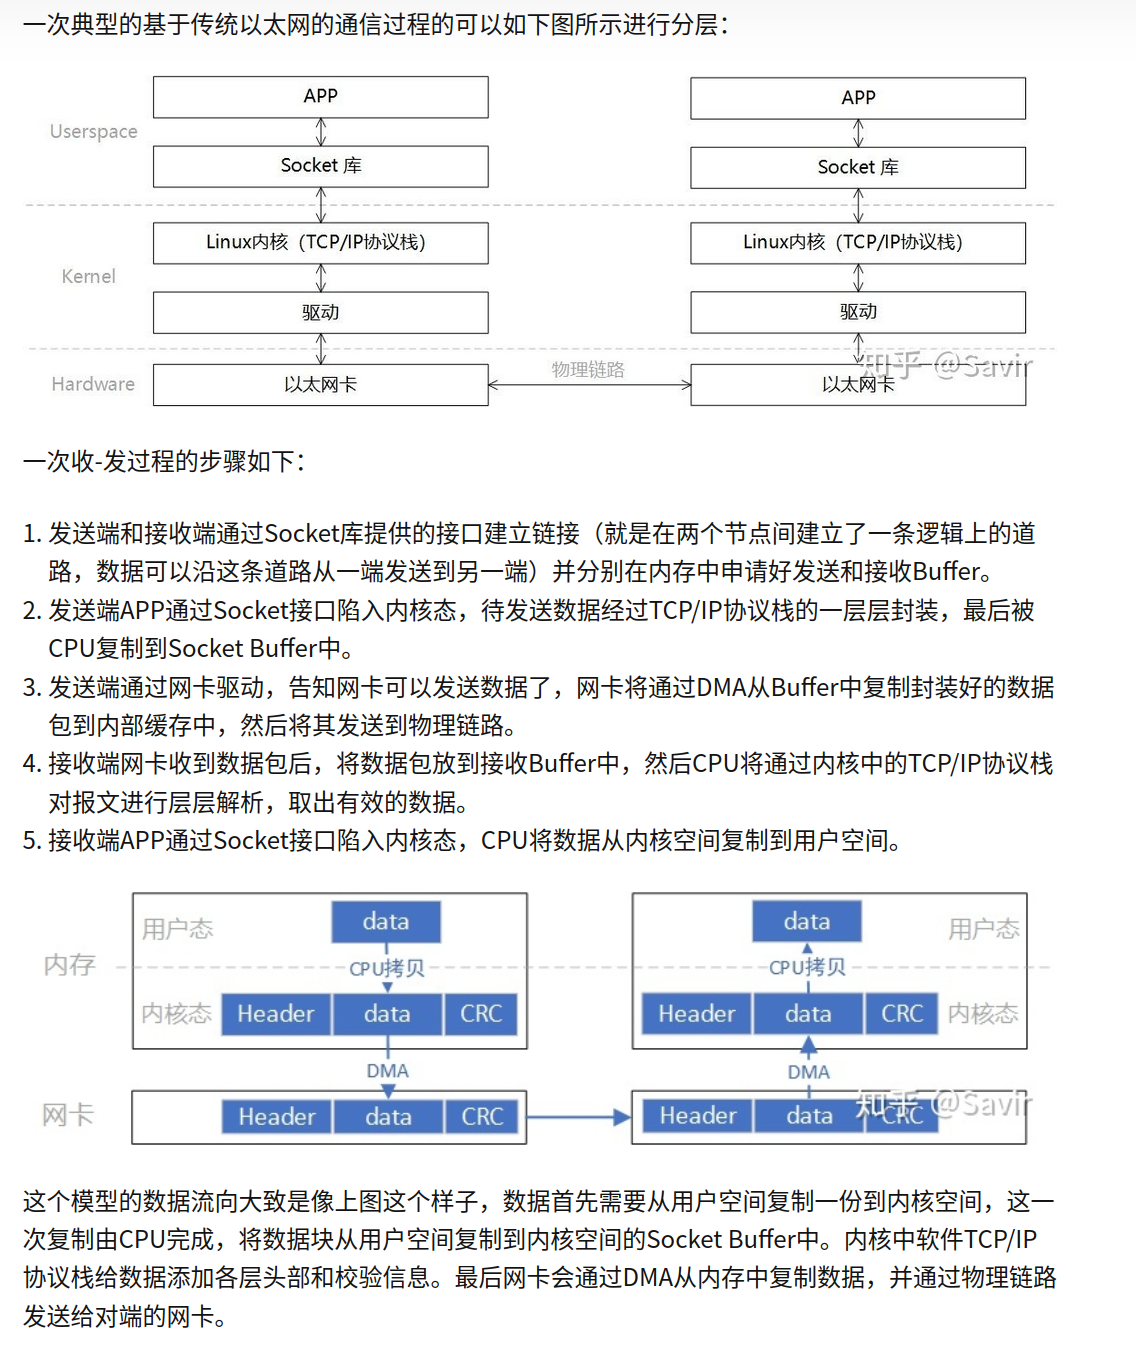 一次典型的基于传统以太网的通信过程的可以如下图所示进行分层：
APP
APP
Userspace
Socket 库
Socket 库
Linux内核（TCP/IP协议栈）
Linux内核（TCP/IP协议栈）
Kernel
驱动
驱动
知乎 @Savir
Hardware
以太网卡
物理链路
以太网卡
一次收-发过程的步骤如下：
1. 发送端和接收端通过Socket库提供的接口建立链接（就是在两个节点间建立了一条逻辑上的道
路，数据可以沿这条道路从一端发送到另一端）并分别在内存中申请好发送和接收Buffer。
2. 发送端APP通过Socket接口陷入内核态，待发送数据经过TCP/IP协议栈的一层层封装，最后被
CPU复制到Socket Buffer中。
3. 发送端通过网卡驱动，告知网卡可以发送数据了，网卡将通过DMA从Buffer中复制封装好的数据
包到内部缓存中，然后将其发送到物理链路。
4. 接收端网卡收到数据包后，将数据包放到接收Buffer中，然后CPU将通过内核中的TCP/IP协议栈
对报文进行层层解析，取出有效的数据。
5. 接收端APP通过Socket接口陷入内核态，CPU将数据从内核空间复制到用户空间。
用户态
data
data
用户态
内存
CPU拷贝
CPU拷贝
内核态
Header
data
CRC
Header
data
CRC
内核态
DMA
DMA
网卡
Header
data
CRC
Header
data
CRC
知乎 @Savir
这个模型的数据流向大致是像上图这个样子，数据首先需要从用户空间复制一份到内核空间，这一
次复制由CPU完成，将数据块从用户空间复制到内核空间的Socket Buffer中。内核中软件TCP/IP
协议栈给数据添加各层头部和校验信息。最后网卡会通过DMA从内存中复制数据，并通过物理链路
发送给对端的网卡。